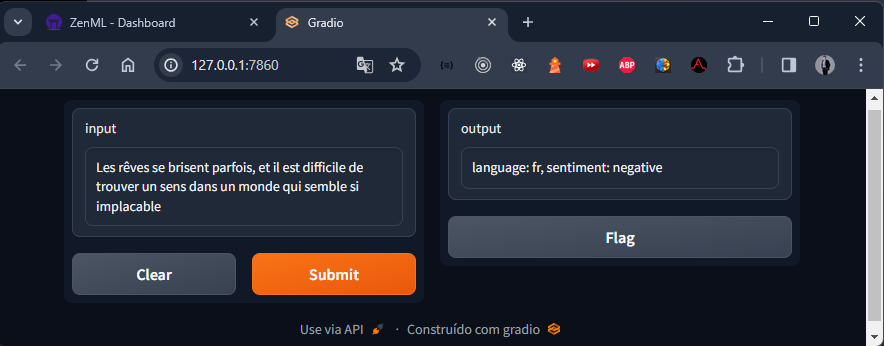 ZenML - Dashboard
Gradio
127.0.0.1:7860
ABP
input
Les rêves se brisent parfois, et il est difficile de
trouver un sens dans un monde qui semble si
implacable
Clear
Submit
output
language: fr, sentiment: negative
Flag
Use via API · Construído com gradio